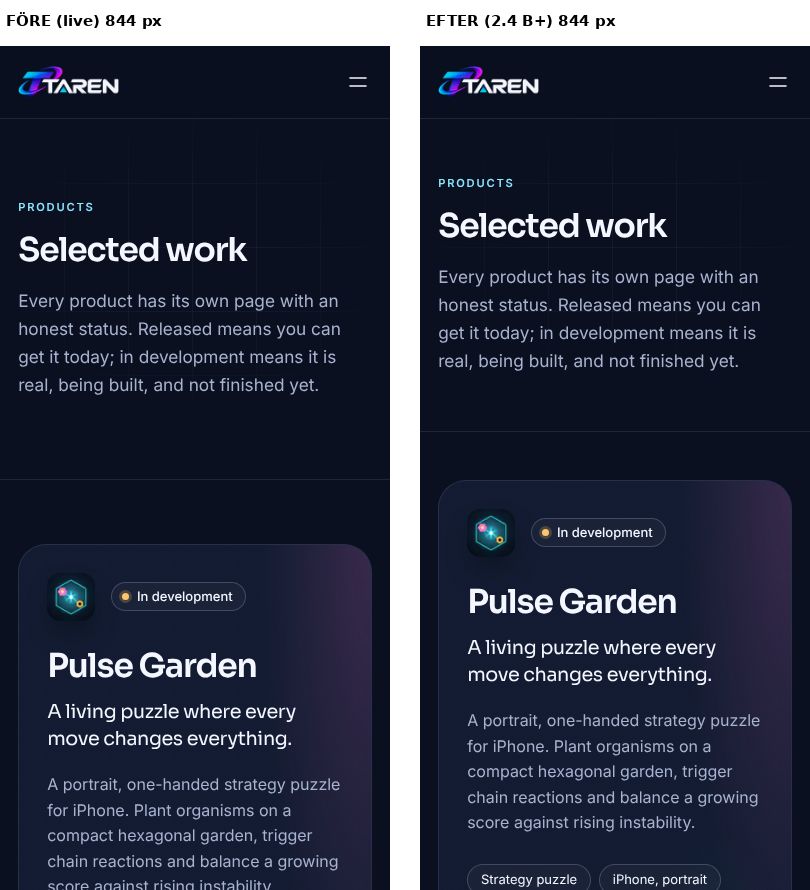 FÖRE (live) 844 px
TAREN
PRODUCTS
Selected work
Every product has its own page with an
honest status. Released means you can
get it today; in development means it is
real, being built, and not finished yet.
In development
Pulse Garden
A living puzzle where every
move changes everything.
A portrait, one-handed strategy puzzle
for iPhone. Plant organisms on a
compact hexagonal garden, trigger
chain reactions and balance a growing
score against rising instability.
EFTER (2.4 B+) 844 px
TAREN
PRODUCTS
Selected work
Every product has its own page with an
honest status. Released means you can
get it today; in development means it is
real, being built, and not finished yet.
In development
Pulse Garden
A living puzzle where every
move changes everything.
A portrait, one-handed strategy puzzle
for iPhone. Plant organisms on a
compact hexagonal garden, trigger
chain reactions and balance a growing
score against rising instability.
Strategy puzzle
iPhone, portrait